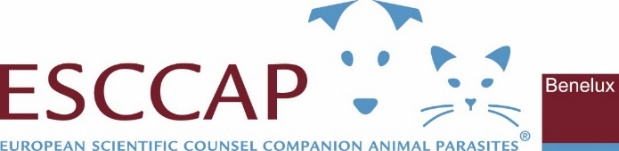 ESCCAP
Benelux
EUROPEAN SCIENTIFIC COUNSEL COMPANION ANIMAL PARASITES®